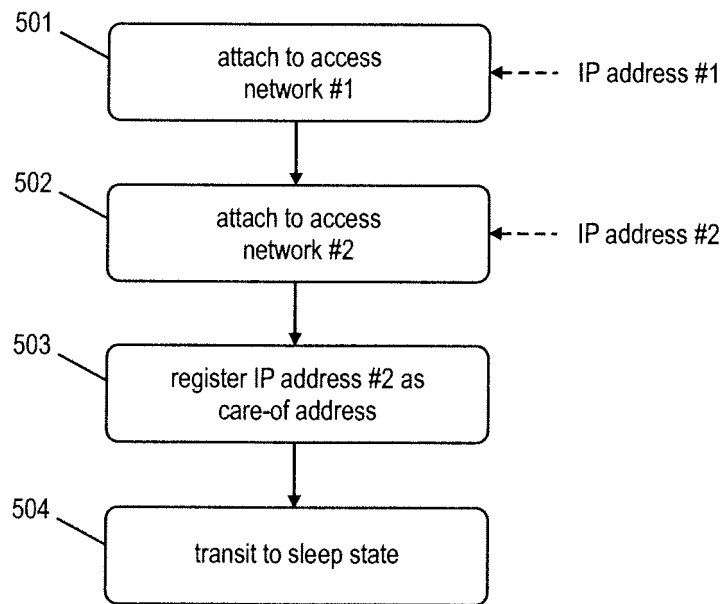 501
attach to access
network #1
IP address #1
502
attach to access
network #2
IP address #2
503
register IP address #2 as
care-of address
504
transit to sleep state